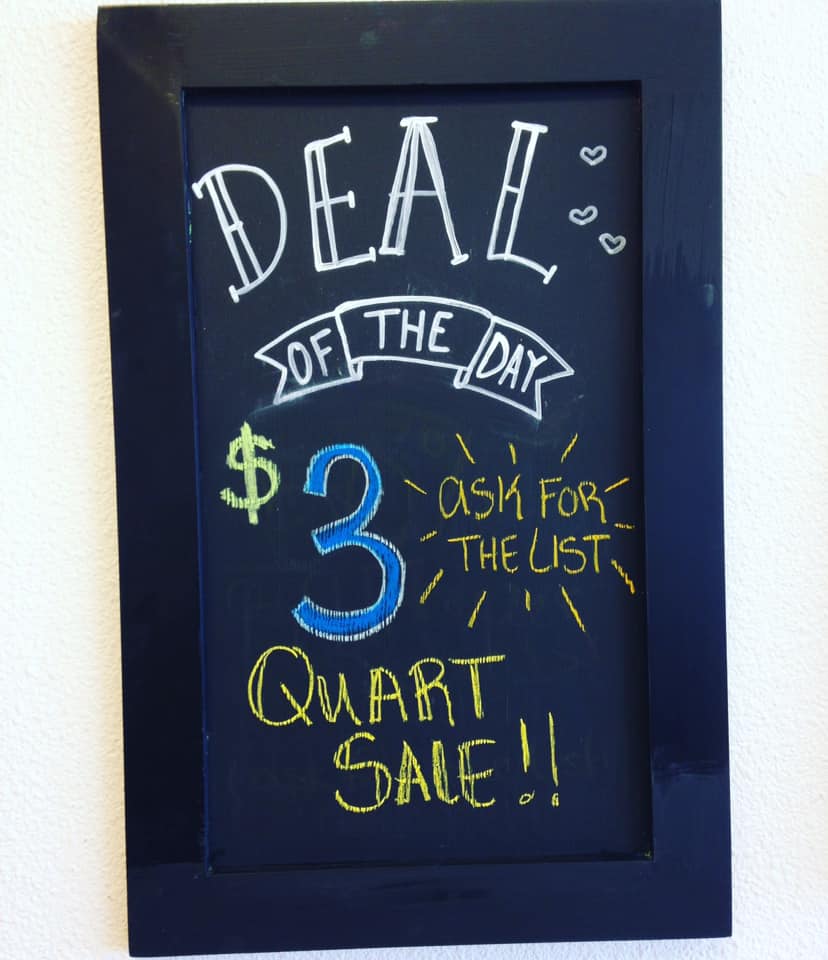 DEAL
OF THE DAY
$3
ASK FOR
THE LIST
QUART
SALE!!